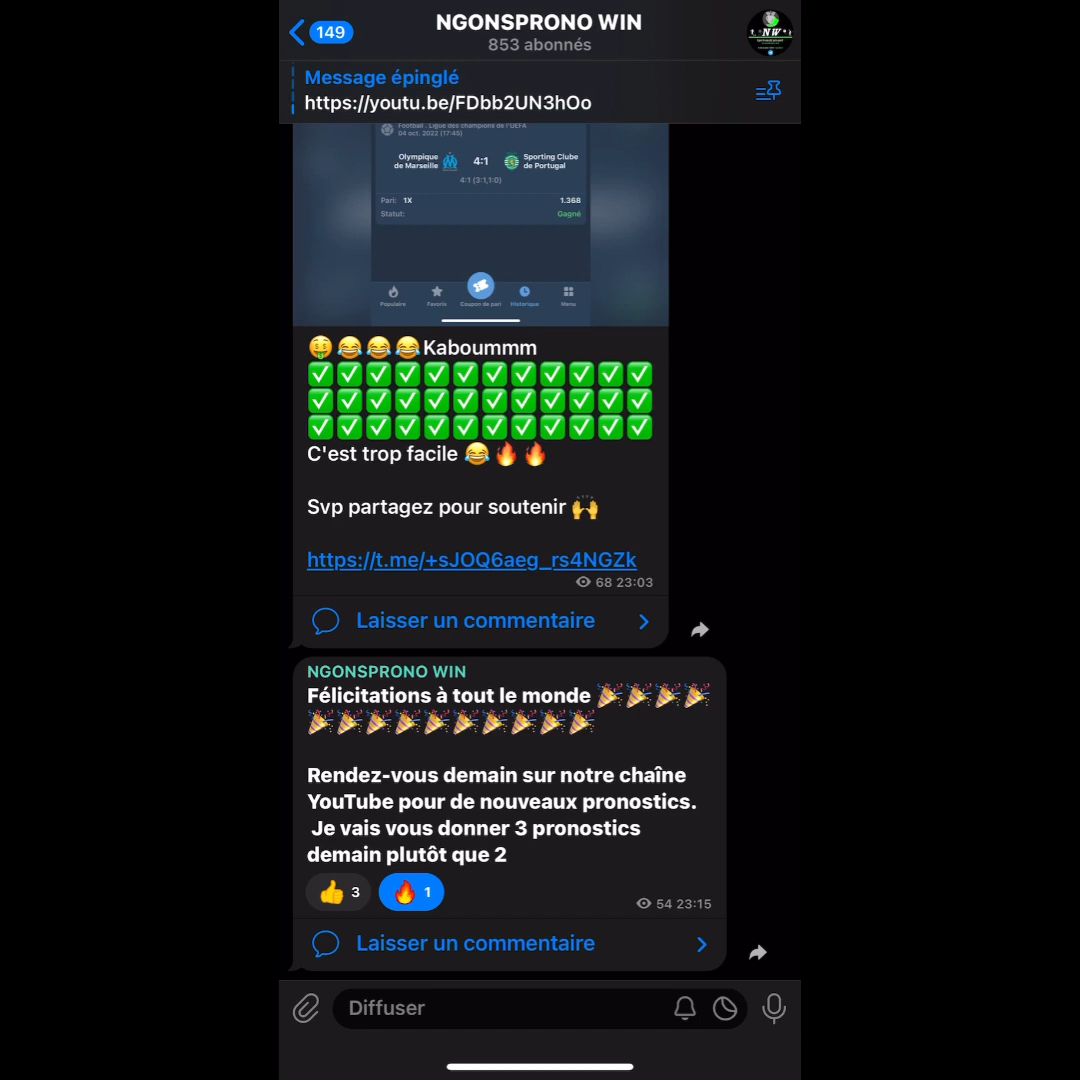 149
NGONSPRONO WIN
853 abonnés
NW
Message épinglé
https://youtu.be/FDbb2UN3hOo
Football . Ligue des champions de l'UEFA
04 oct. 2022 (17:45)
Olympique de Marseille 4:1 Sporting Clube de Portugal
4:1 (3:1,1:0)
Pari: 1X 1.368
Statut: Gagné
Populaire Favoris Coupon de pari Historique Menu
🤑😂😂😂Kaboummm
✅✅✅✅✅✅✅✅✅✅✅✅
✅✅✅✅✅✅✅✅✅✅✅✅
✅✅✅✅✅✅✅✅✅✅✅✅
C'est trop facile 😂🔥🔥
Svp partagez pour soutenir 🙌
https://t.me/+sJOQ6aeg_rs4NGZk
68 23:03
Laisser un commentaire
NGONSPRONO WIN
Félicitations à tout le monde 🎉🎉🎉🎉
🎉🎉🎉🎉🎉🎉🎉🎉🎉🎉
Rendez-vous demain sur notre chaîne
YouTube pour de nouveaux pronostics.
Je vais vous donner 3 pronostics
demain plutôt que 2
👍 3 🔥 1
54 23:15
Laisser un commentaire
Diffuser